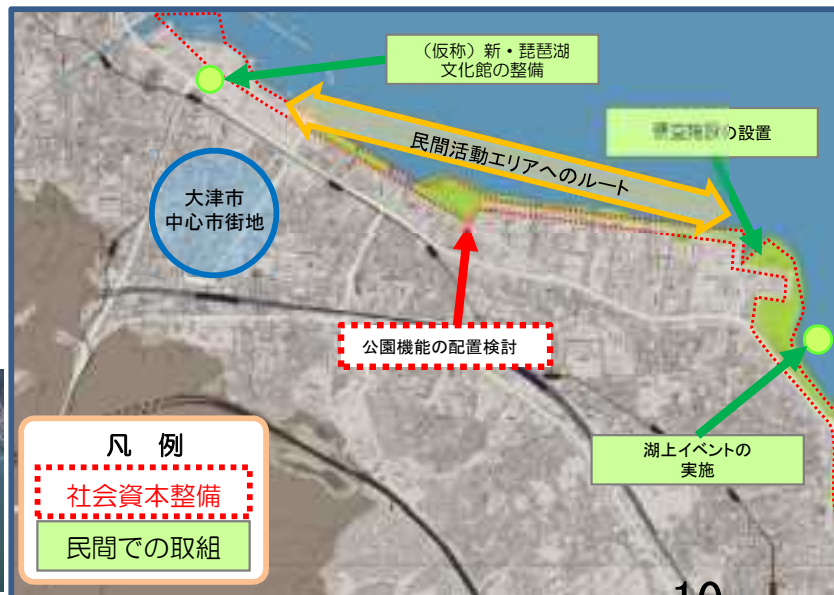 （仮称）新・琵琶湖
文化館の整備
の設置
民間活動エリアへのルート
大津市
中心市街地
公園機能の配置検討
湖上イベントの
実施
凡　例
社会資本整備
民間での取組
10